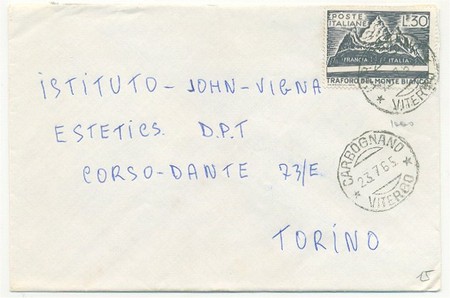 POSTE ITALIANE L.30
FRANCIA ITALIA
TRAFORO DEL MONTE BIANCO
VITERBO
ISTITUTO - JOHN - VIGNA
ESTETICS. D.P.T
CORSO - DANTE 73/E
TORINO
CARBOGNANO
23.7.65
VITERBO